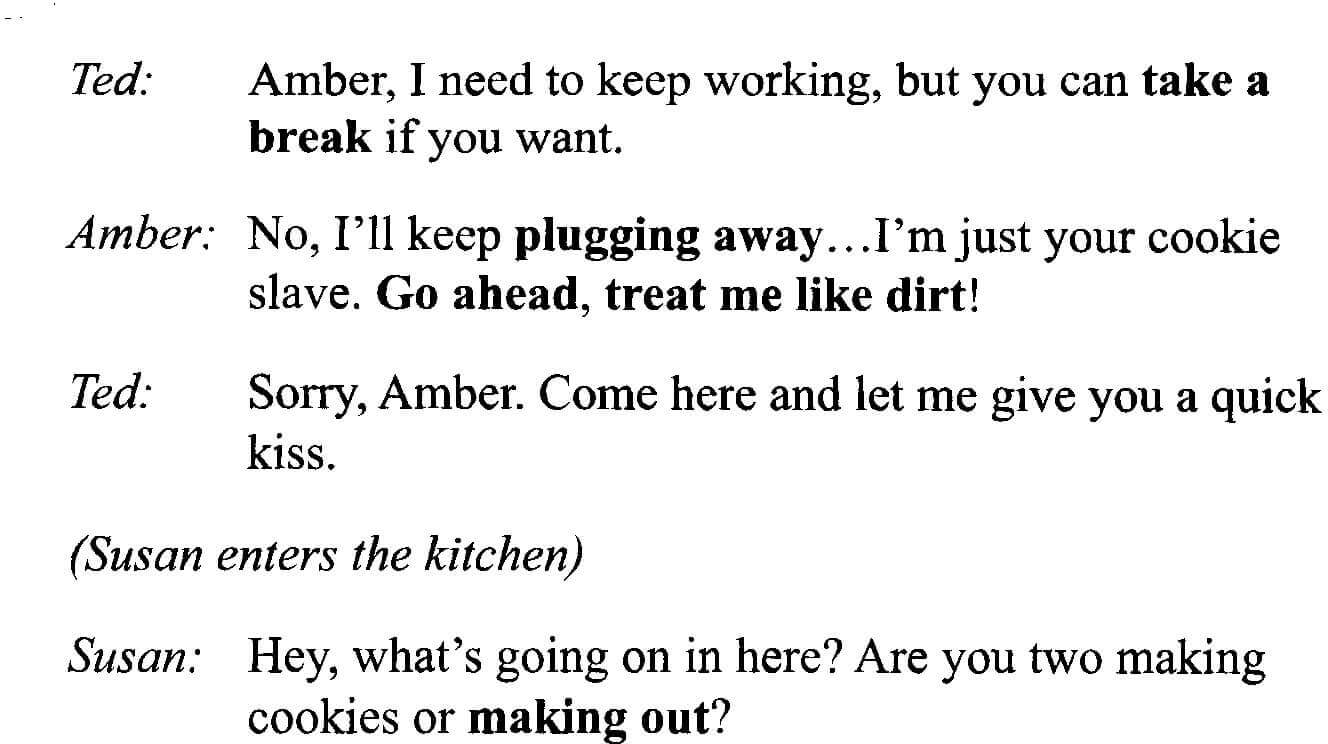 Ted: Amber, I need to keep working, but you can take a
break if you want.
Amber: No, I'll keep plugging away…I'm just your cookie
slave. Go ahead, treat me like dirt!
Ted: Sorry, Amber. Come here and let me give you a quick
kiss.
(Susan enters the kitchen)
Susan: Hey, what's going on in here? Are you two making
cookies or making out?